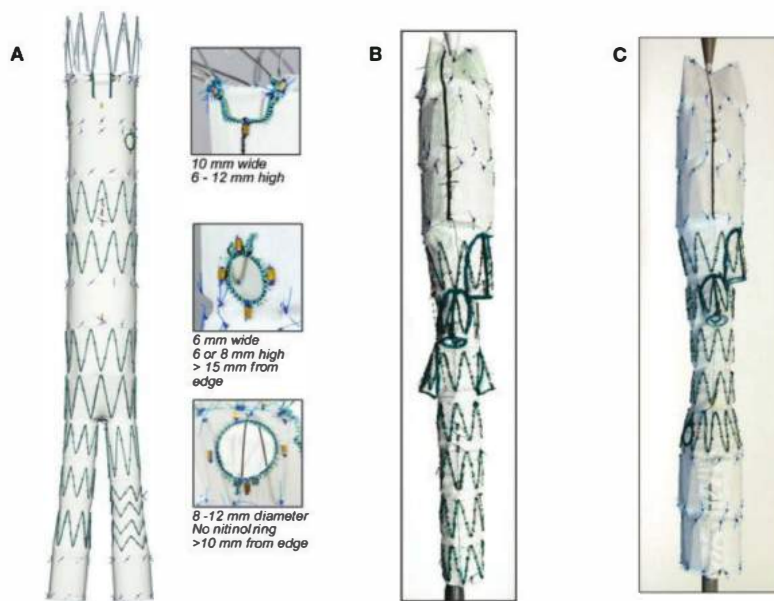 A
B
C
10 mm wide
6 - 12 mm high
6 mm wide
6 or 8 mm high
> 15 mm from
edge
8 -12 mm diameter
No nitinol ring
>10 mm from edge